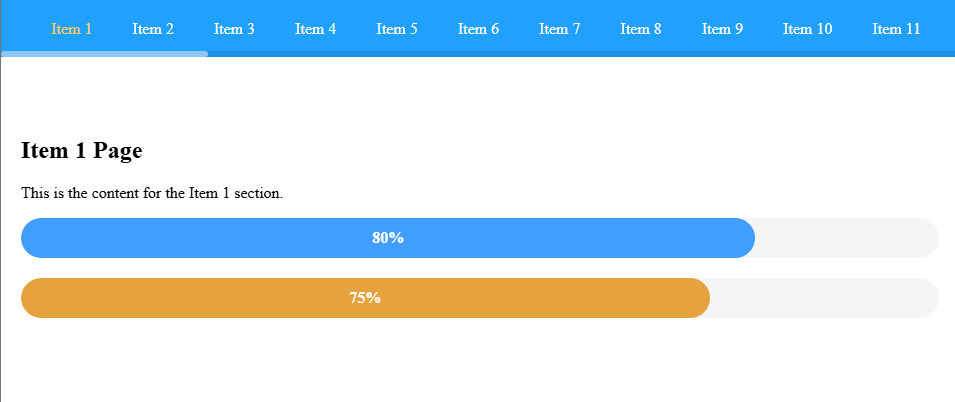 Item 1 Item 2 Item 3 Item 4 Item 5 Item 6 Item 7 Item 8 Item 9 Item 10 Item 11
Item 1 Page
This is the content for the Item 1 section.
80%
75%